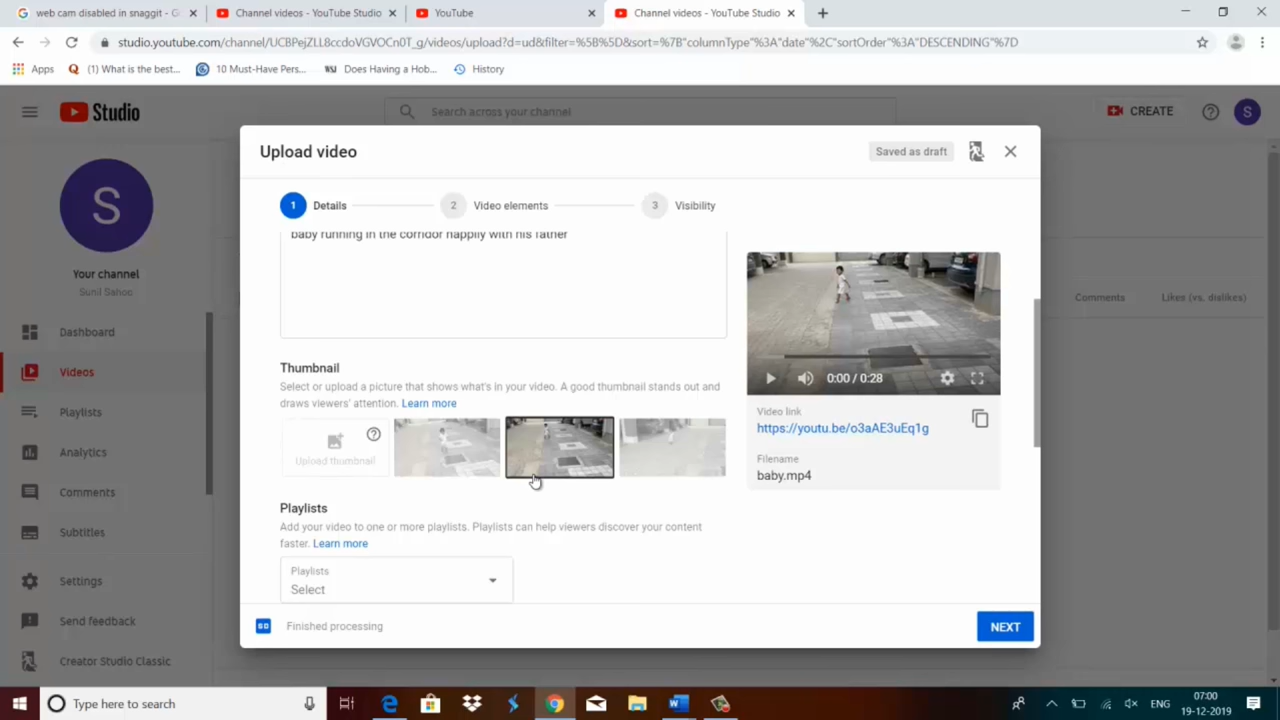 web cam disabled in snaggit - G
Channel videos - YouTube Studio
YouTube
Channel videos - YouTube Studio
studio.youtube.com/channel/UCBPejZLL8ccdoVGVOCn0T_g/videos/upload?d=ud&filter=%5B%5D&sort=%7B"columnType"%3A"date"%2C"sortOrder"%3A"DESCENDING"%7D
Apps
(1) What is the best...
10 Must-Have Pers...
Does Having a Hob...
History
Studio
Search across your channel
CREATE
S
S
Your channel
Sunil Sahoo
Dashboard
Videos
Playlists
Analytics
Comments
Subtitles
Settings
Send feedback
Creator Studio Classic
Comments
Likes (vs. dislikes)
Upload video
Saved as draft
1 Details
2 Video elements
3 Visibility
baby running in the corridor happily with his father
Thumbnail
Select or upload a picture that shows what's in your video. A good thumbnail stands out and
draws viewers' attention. Learn more
Upload thumbnail
Playlists
Add your video to one or more playlists. Playlists can help viewers discover your content
faster. Learn more
Playlists
Select
0:00 / 0:28
Video link
https://youtu.be/o3aAE3uEq1g
Filename
baby.mp4
Finished processing
NEXT
Type here to search
ENG
07:00
19-12-2019